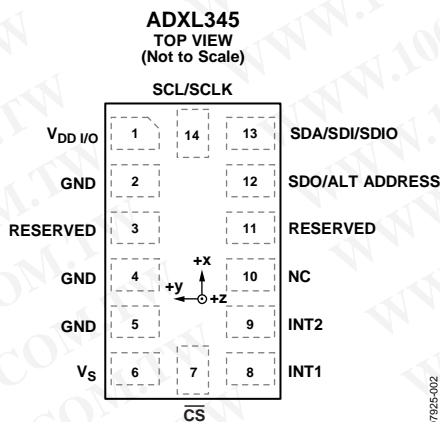 ADXL345
TOP VIEW
(Not to Scale)
SCL/SCLK
VDD I/O 1 14 13 SDA/SDI/SDIO
GND 2 12 SDO/ALT ADDRESS
RESERVED 3 11 RESERVED
+x
GND 4 10 NC
+y +z
GND 5 9 INT2
VS 6 7 8 INT1
CS
07925-002